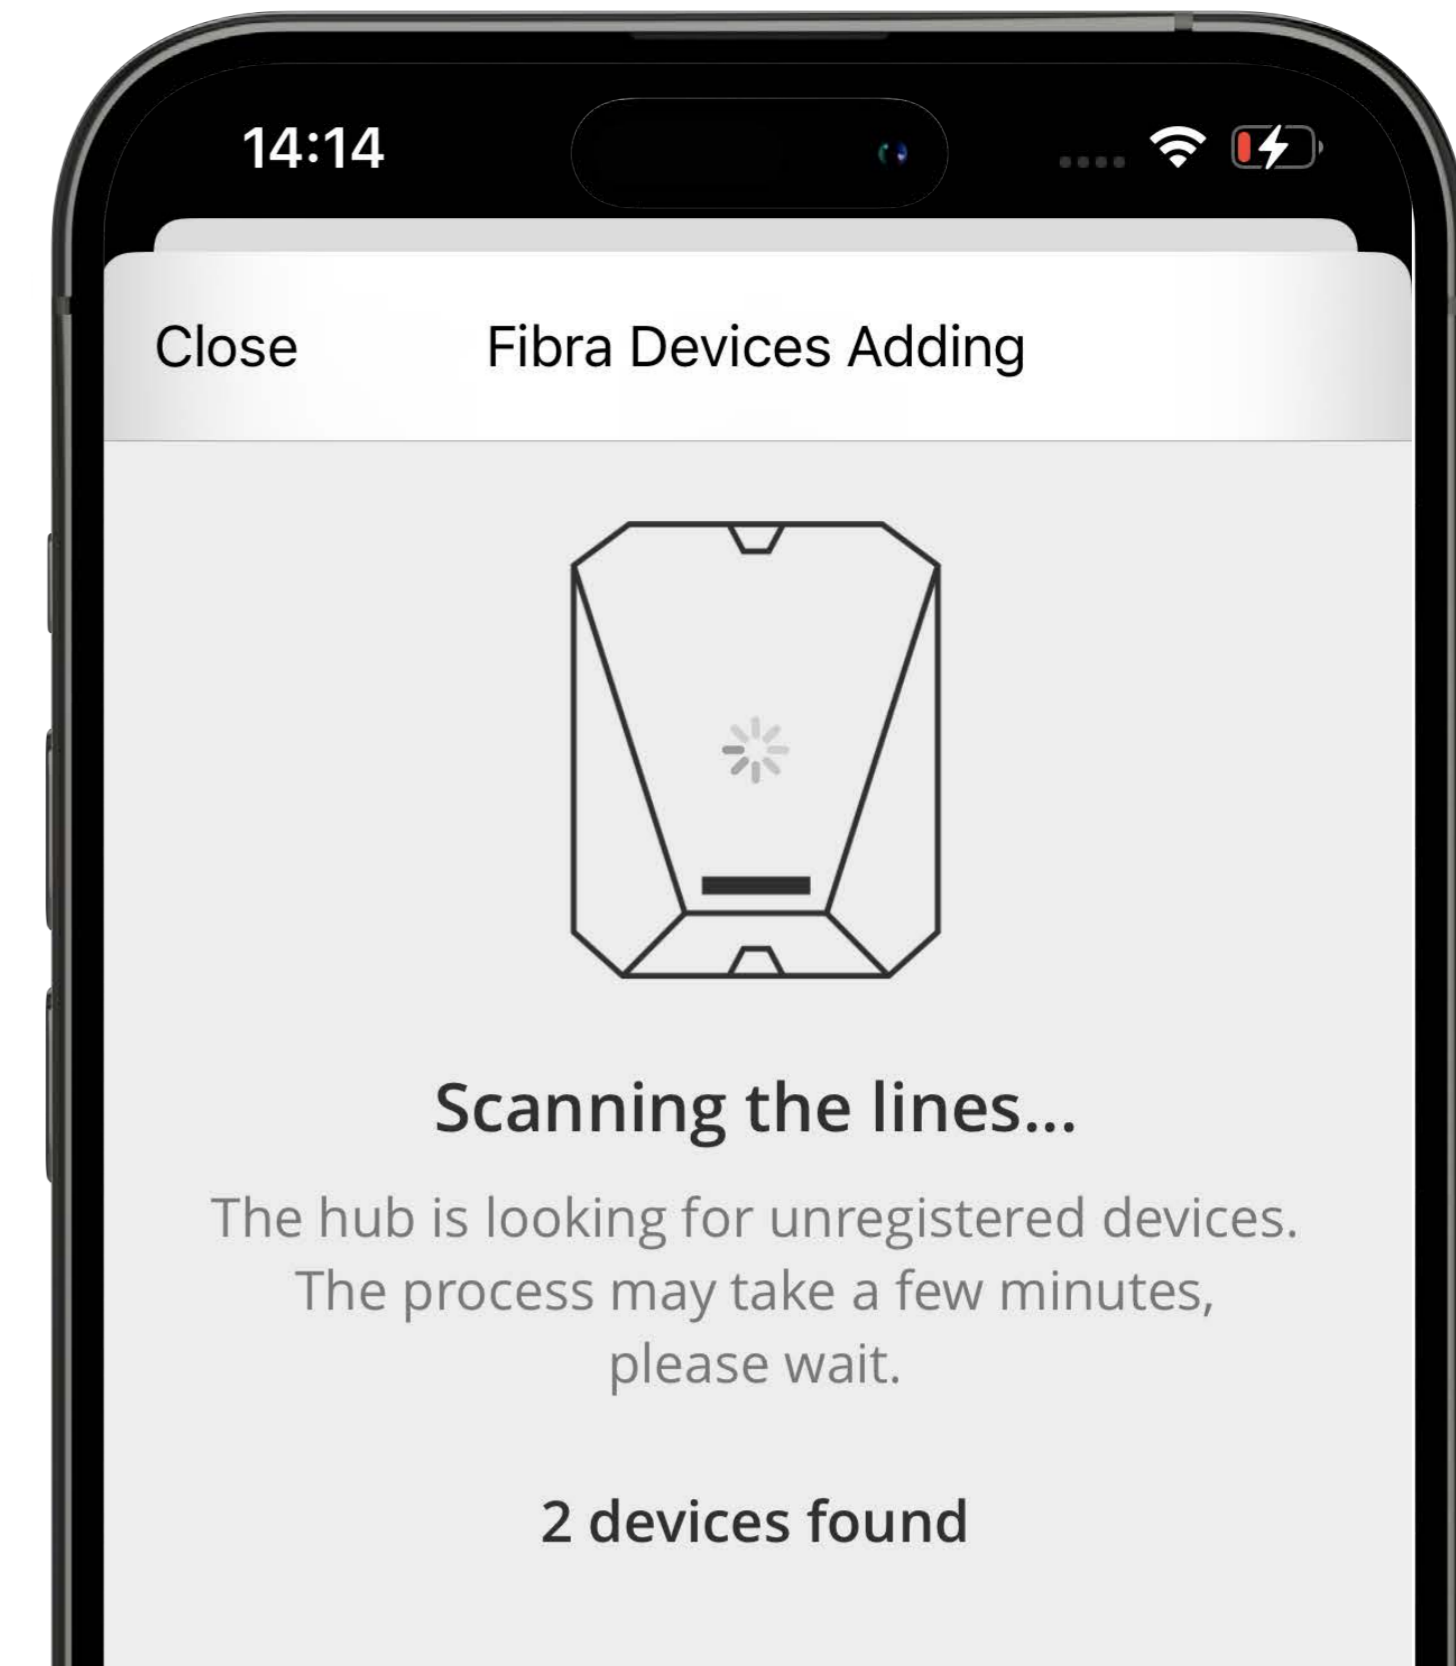 14:14
Close
Fibra Devices Adding
Scanning the lines...
The hub is looking for unregistered devices.
The process may take a few minutes,
please wait.
2 devices found